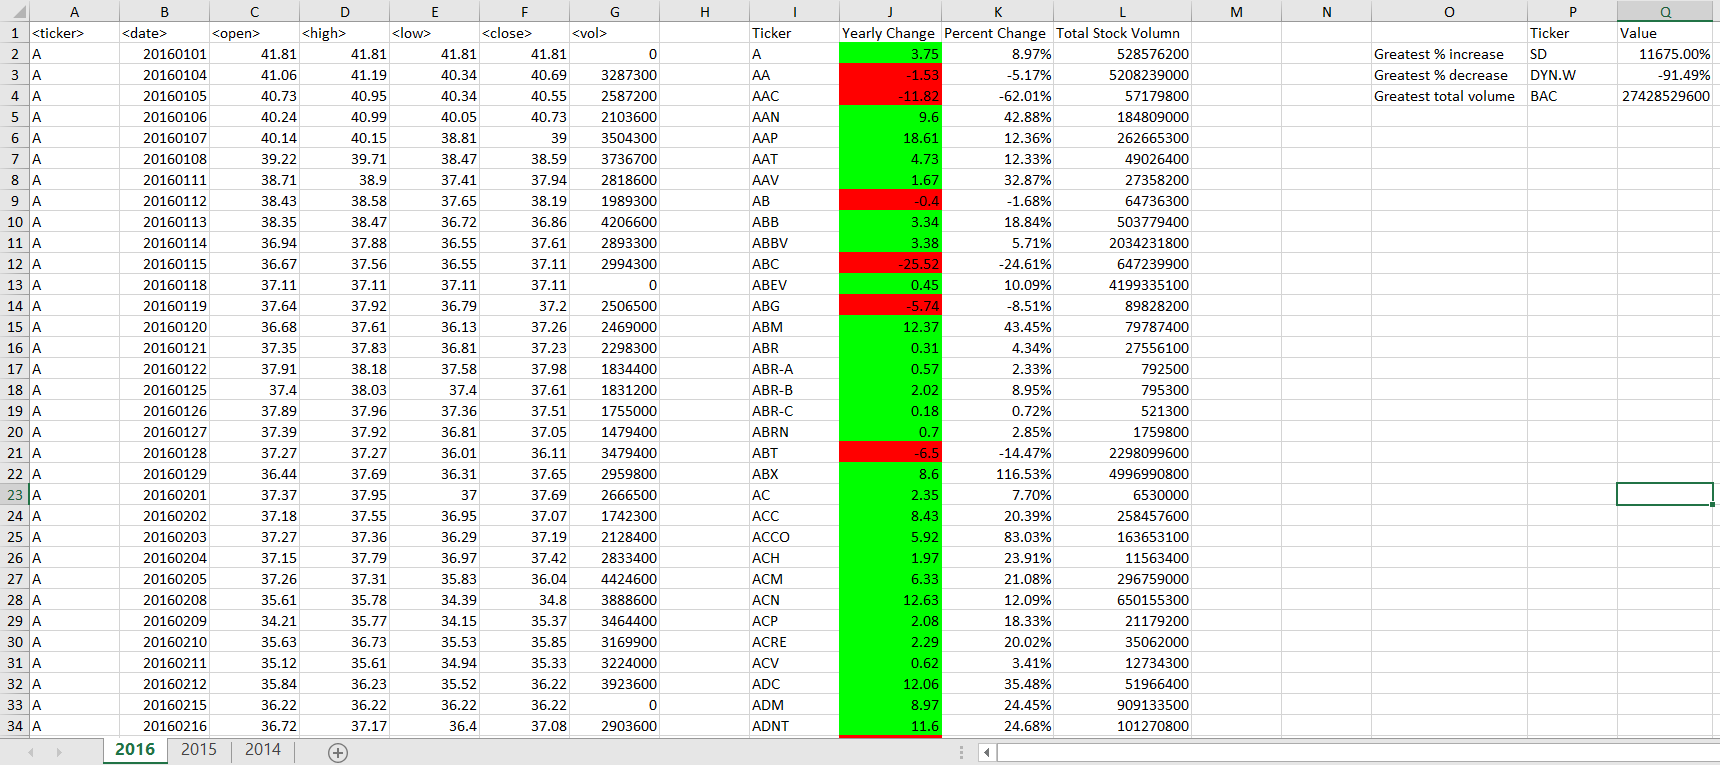 A B C D E F G H I J K L M N O P Q
1 <ticker> <date> <open> <high> <low> <close> <vol> Ticker Yearly Change Percent Change Total Stock Volumn Ticker Value
2 A 20160101 41.81 41.81 41.81 41.81 0 A 3.75 8.97% 528576200 Greatest % increase SD 11675.00%
3 A 20160104 41.06 41.19 40.34 40.69 3287300 AA -1.53 -5.17% 5208239000 Greatest % decrease DYN.W -91.49%
4 A 20160105 40.73 40.95 40.34 40.55 2587200 AAC -11.82 -62.01% 57179800 Greatest total volume BAC 27428529600
5 A 20160106 40.24 40.99 40.05 40.73 2103600 AAN 9.6 42.88% 184809000
6 A 20160107 40.14 40.15 38.81 39 3504300 AAP 18.61 12.36% 262665300
7 A 20160108 39.22 39.71 38.47 38.59 3736700 AAT 4.73 12.33% 49026400
8 A 20160111 38.71 38.9 37.41 37.94 2818600 AAV 1.67 32.87% 27358200
9 A 20160112 38.43 38.58 37.65 38.19 1989300 AB -0.4 -1.68% 64736300
10 A 20160113 38.35 38.47 36.72 36.86 4206600 ABB 3.34 18.84% 503779400
11 A 20160114 36.94 37.88 36.55 37.61 2893300 ABBV 3.38 5.71% 2034231800
12 A 20160115 36.67 37.56 36.55 37.11 2994300 ABC -25.52 -24.61% 647239900
13 A 20160118 37.11 37.11 37.11 37.11 0 ABEV 0.45 10.09% 4199335100
14 A 20160119 37.64 37.92 36.79 37.2 2506500 ABG -5.74 -8.51% 89828200
15 A 20160120 36.68 37.61 36.13 37.26 2469000 ABM 12.37 43.45% 79787400
16 A 20160121 37.35 37.83 36.81 37.23 2298300 ABR 0.31 4.34% 27556100
17 A 20160122 37.91 38.18 37.58 37.98 1834400 ABR-A 0.57 2.33% 792500
18 A 20160125 37.4 38.03 37.4 37.61 1831200 ABR-B 2.02 8.95% 795300
19 A 20160126 37.89 37.96 37.36 37.51 1755000 ABR-C 0.18 0.72% 521300
20 A 20160127 37.39 37.92 36.81 37.05 1479400 ABRN 0.7 2.85% 1759800
21 A 20160128 37.27 37.27 36.01 36.11 3479400 ABT -6.5 -14.47% 2298099600
22 A 20160129 36.44 37.69 36.31 37.65 2959800 ABX 8.6 116.53% 4996990800
23 A 20160201 37.37 37.95 37 37.69 2666500 AC 2.35 7.70% 6530000
24 A 20160202 37.18 37.55 36.95 37.07 1742300 ACC 8.43 20.39% 258457600
25 A 20160203 37.27 37.36 36.29 37.19 2128400 ACCO 5.92 83.03% 163653100
26 A 20160204 37.15 37.79 36.97 37.42 2833400 ACH 1.97 23.91% 11563400
27 A 20160205 37.26 37.31 35.83 36.04 4424600 ACM 6.33 21.08% 296759000
28 A 20160208 35.61 35.78 34.39 34.8 3888600 ACN 12.63 12.09% 650155300
29 A 20160209 34.21 35.77 34.15 35.37 3464400 ACP 2.08 18.33% 21179200
30 A 20160210 35.63 36.73 35.53 35.85 3169900 ACRE 2.29 20.02% 35062000
31 A 20160211 35.12 35.61 34.94 35.33 3224000 ACV 0.62 3.41% 12734300
32 A 20160212 35.84 36.23 35.52 36.22 3923600 ADC 12.06 35.48% 51966400
33 A 20160215 36.22 36.22 36.22 36.22 0 ADM 8.97 24.45% 909133500
34 A 20160216 36.72 37.17 36.4 37.08 2903600 ADNT 11.6 24.68% 101270800
2016 2015 2014